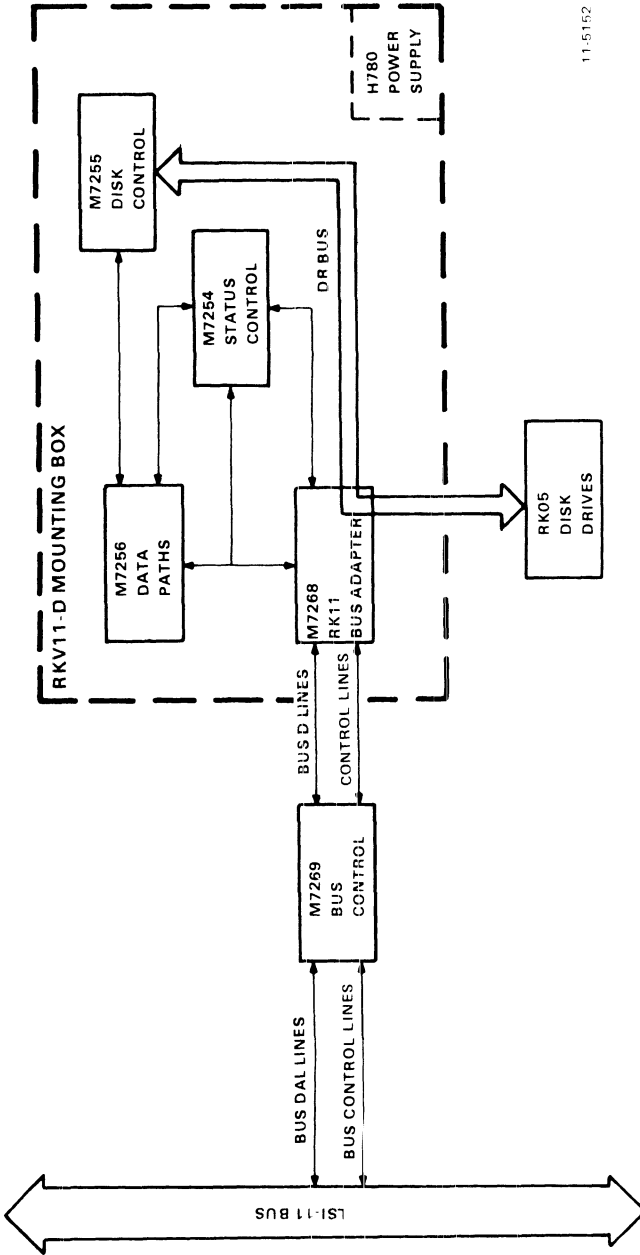 RKV11-D MOUNTING BOX
M7255
DISK
CONTROL
H780
POWER
SUPPLY
M7256
DATA
PATHS
M7254
STATUS
CONTROL
DR BUS
M7268
RK11
BUS ADAPTER
BUS D LINES
CONTROL LINES
M7269
BUS
CONTROL
BUS DAL LINES
BUS CONTROL LINES
LSI-11 BUS
RK05
DISK
DRIVES
11-5152